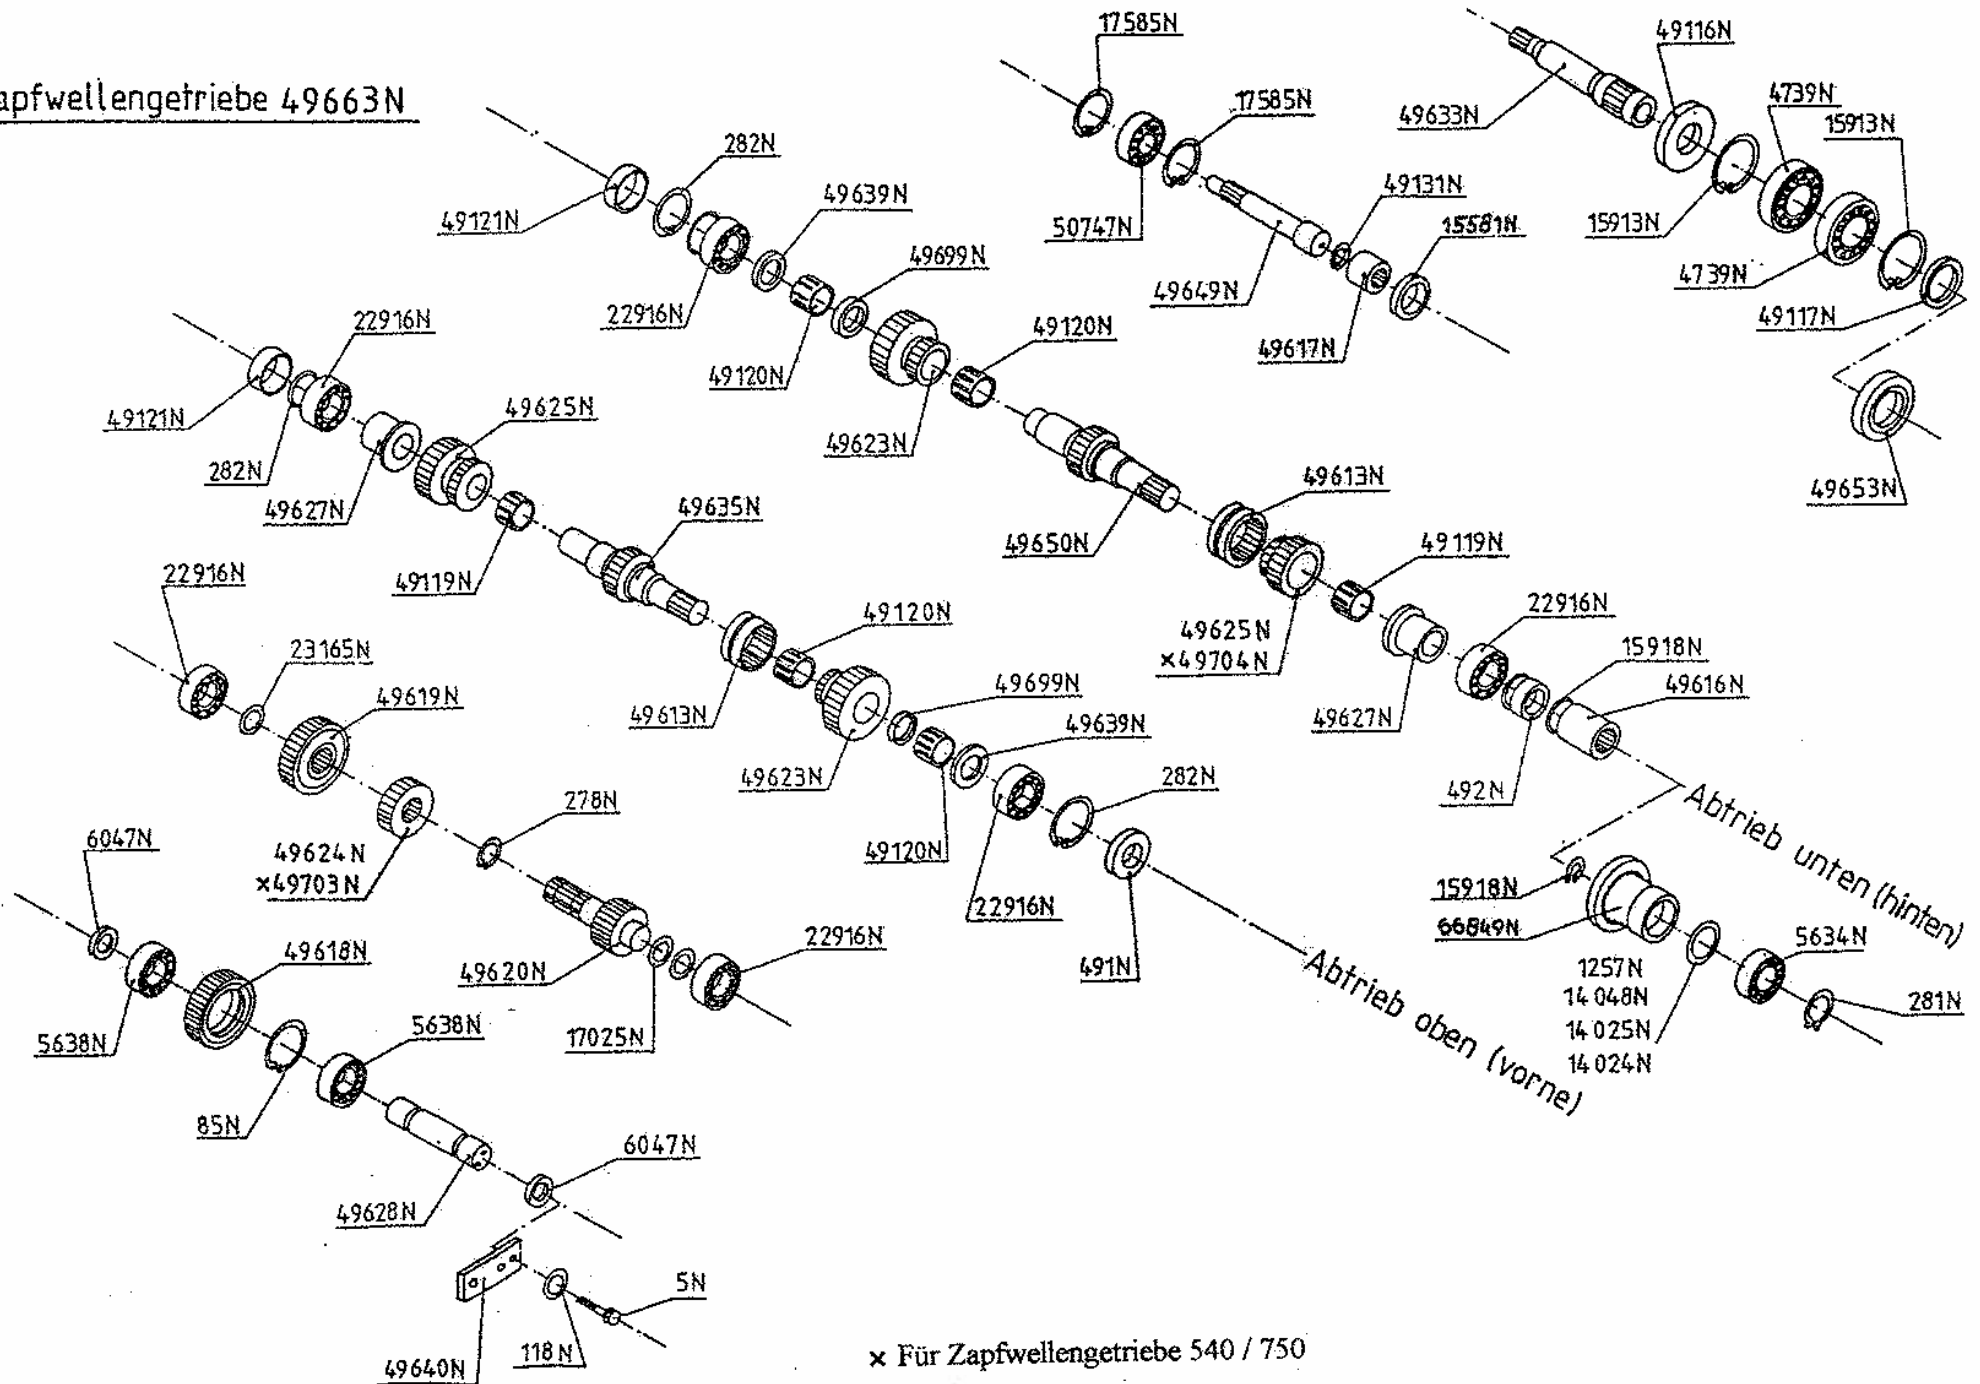 apfwellengetriebe 49663N
17585N
49116N
17585N
49633N
4739N
15913N
282N
49639N
49121N
49131N
15581N
50747N
15913N
4739N
49699N
49649N
22916N
49117N
22916N
49120N
49617N
49120N
49121N
49625N
49623N
282N
49613N
49653N
49627N
49635N
49650N
49119N
22916N
49119N
49120N
22916N
49625N
×49704N
15918N
23165N
49699N
49616N
49619N
49613N
49639N
49627N
49623N
282N
492N
Abtrieb unten (hinten)
278N
6047N
49624N
×49703N
49120N
15918N
22916N
66849N
22916N
5634N
49618N
49620N
491N
Abtrieb oben (vorne)
1257N
14048N
14025N
14024N
281N
5638N
5638N
17025N
85N
6047N
49628N
5N
118N
49640N
× Für Zapfwellengetriebe 540 / 750